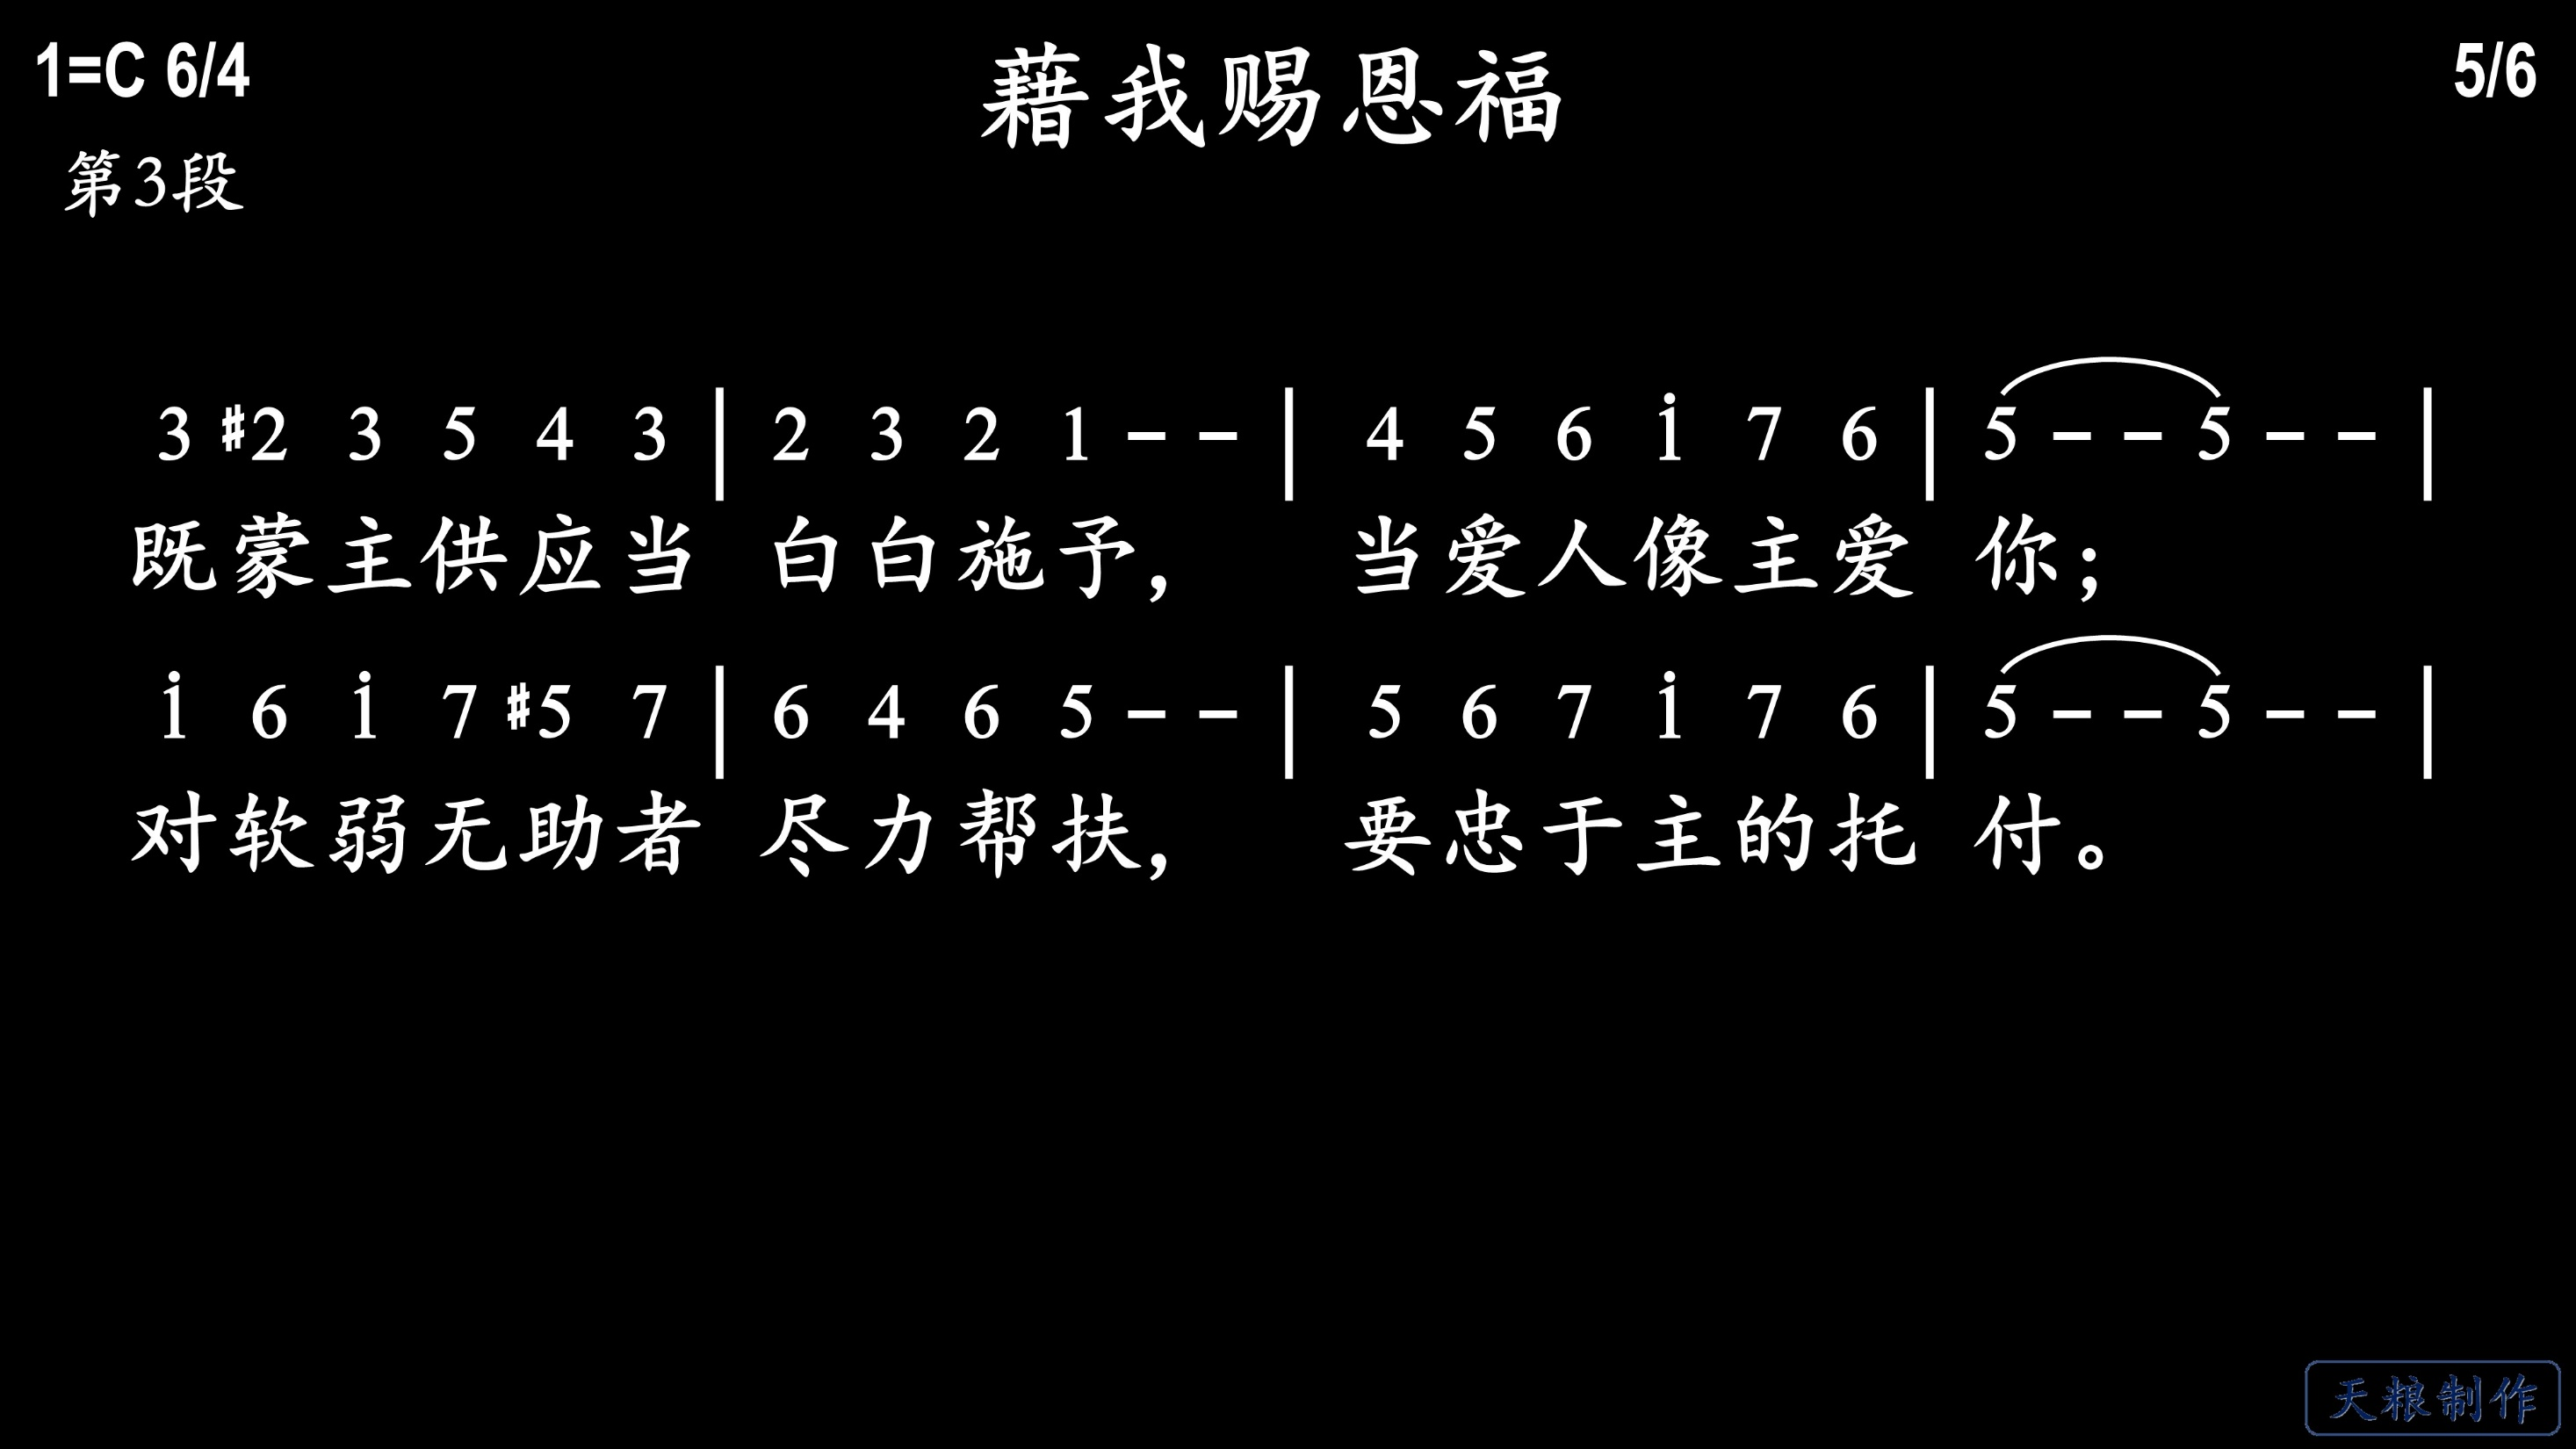 1=C 6/4
藉我赐恩福
5/6
第3段
3 #2 3 5 4 3 | 2 3 2 1 – – | 4 5 6 i 7 6 | 5 – – 5 – – |
既蒙主供应当 白白施予， 当爱人像主爱 你；
i 6 i 7 #5 7 | 6 4 6 5 – – | 5 6 7 i 7 6 | 5 – – 5 – – |
对软弱无助者 尽力帮扶， 要忠于主的托 付。
天粮制作